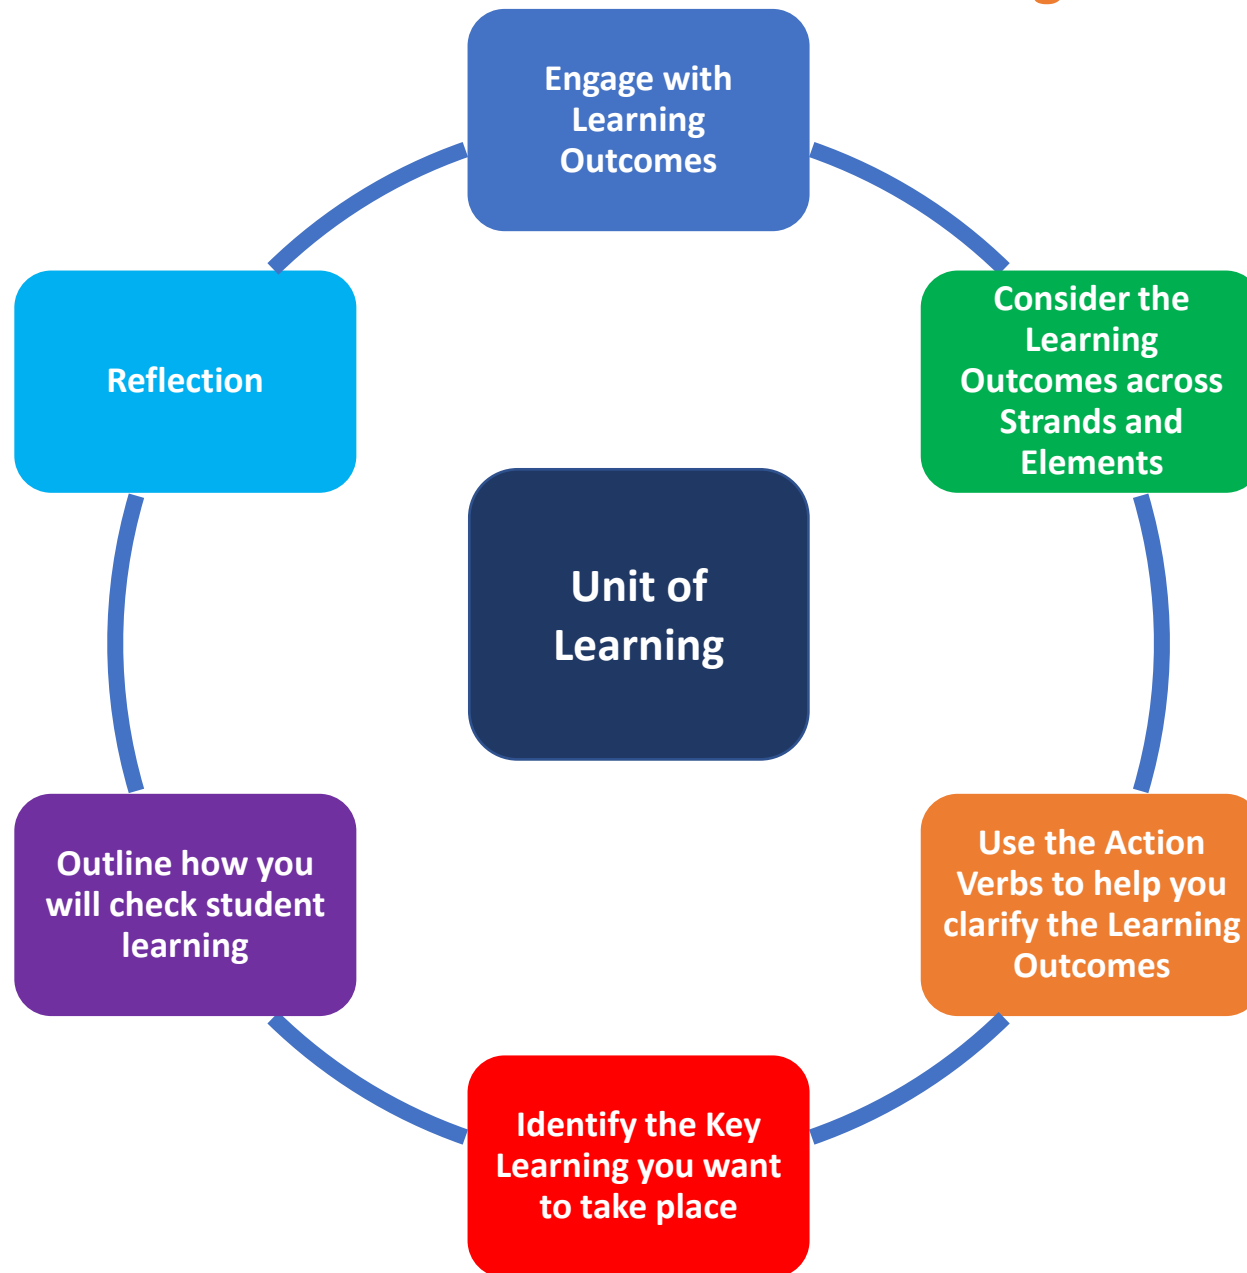 Engage with
Learning
Outcomes
Consider the
Learning
Outcomes across
Strands and
Elements
Use the Action
Verbs to help you
clarify the Learning
Outcomes
Identify the Key
Learning you want
to take place
Outline how you
will check student
learning
Reflection
Unit of
Learning